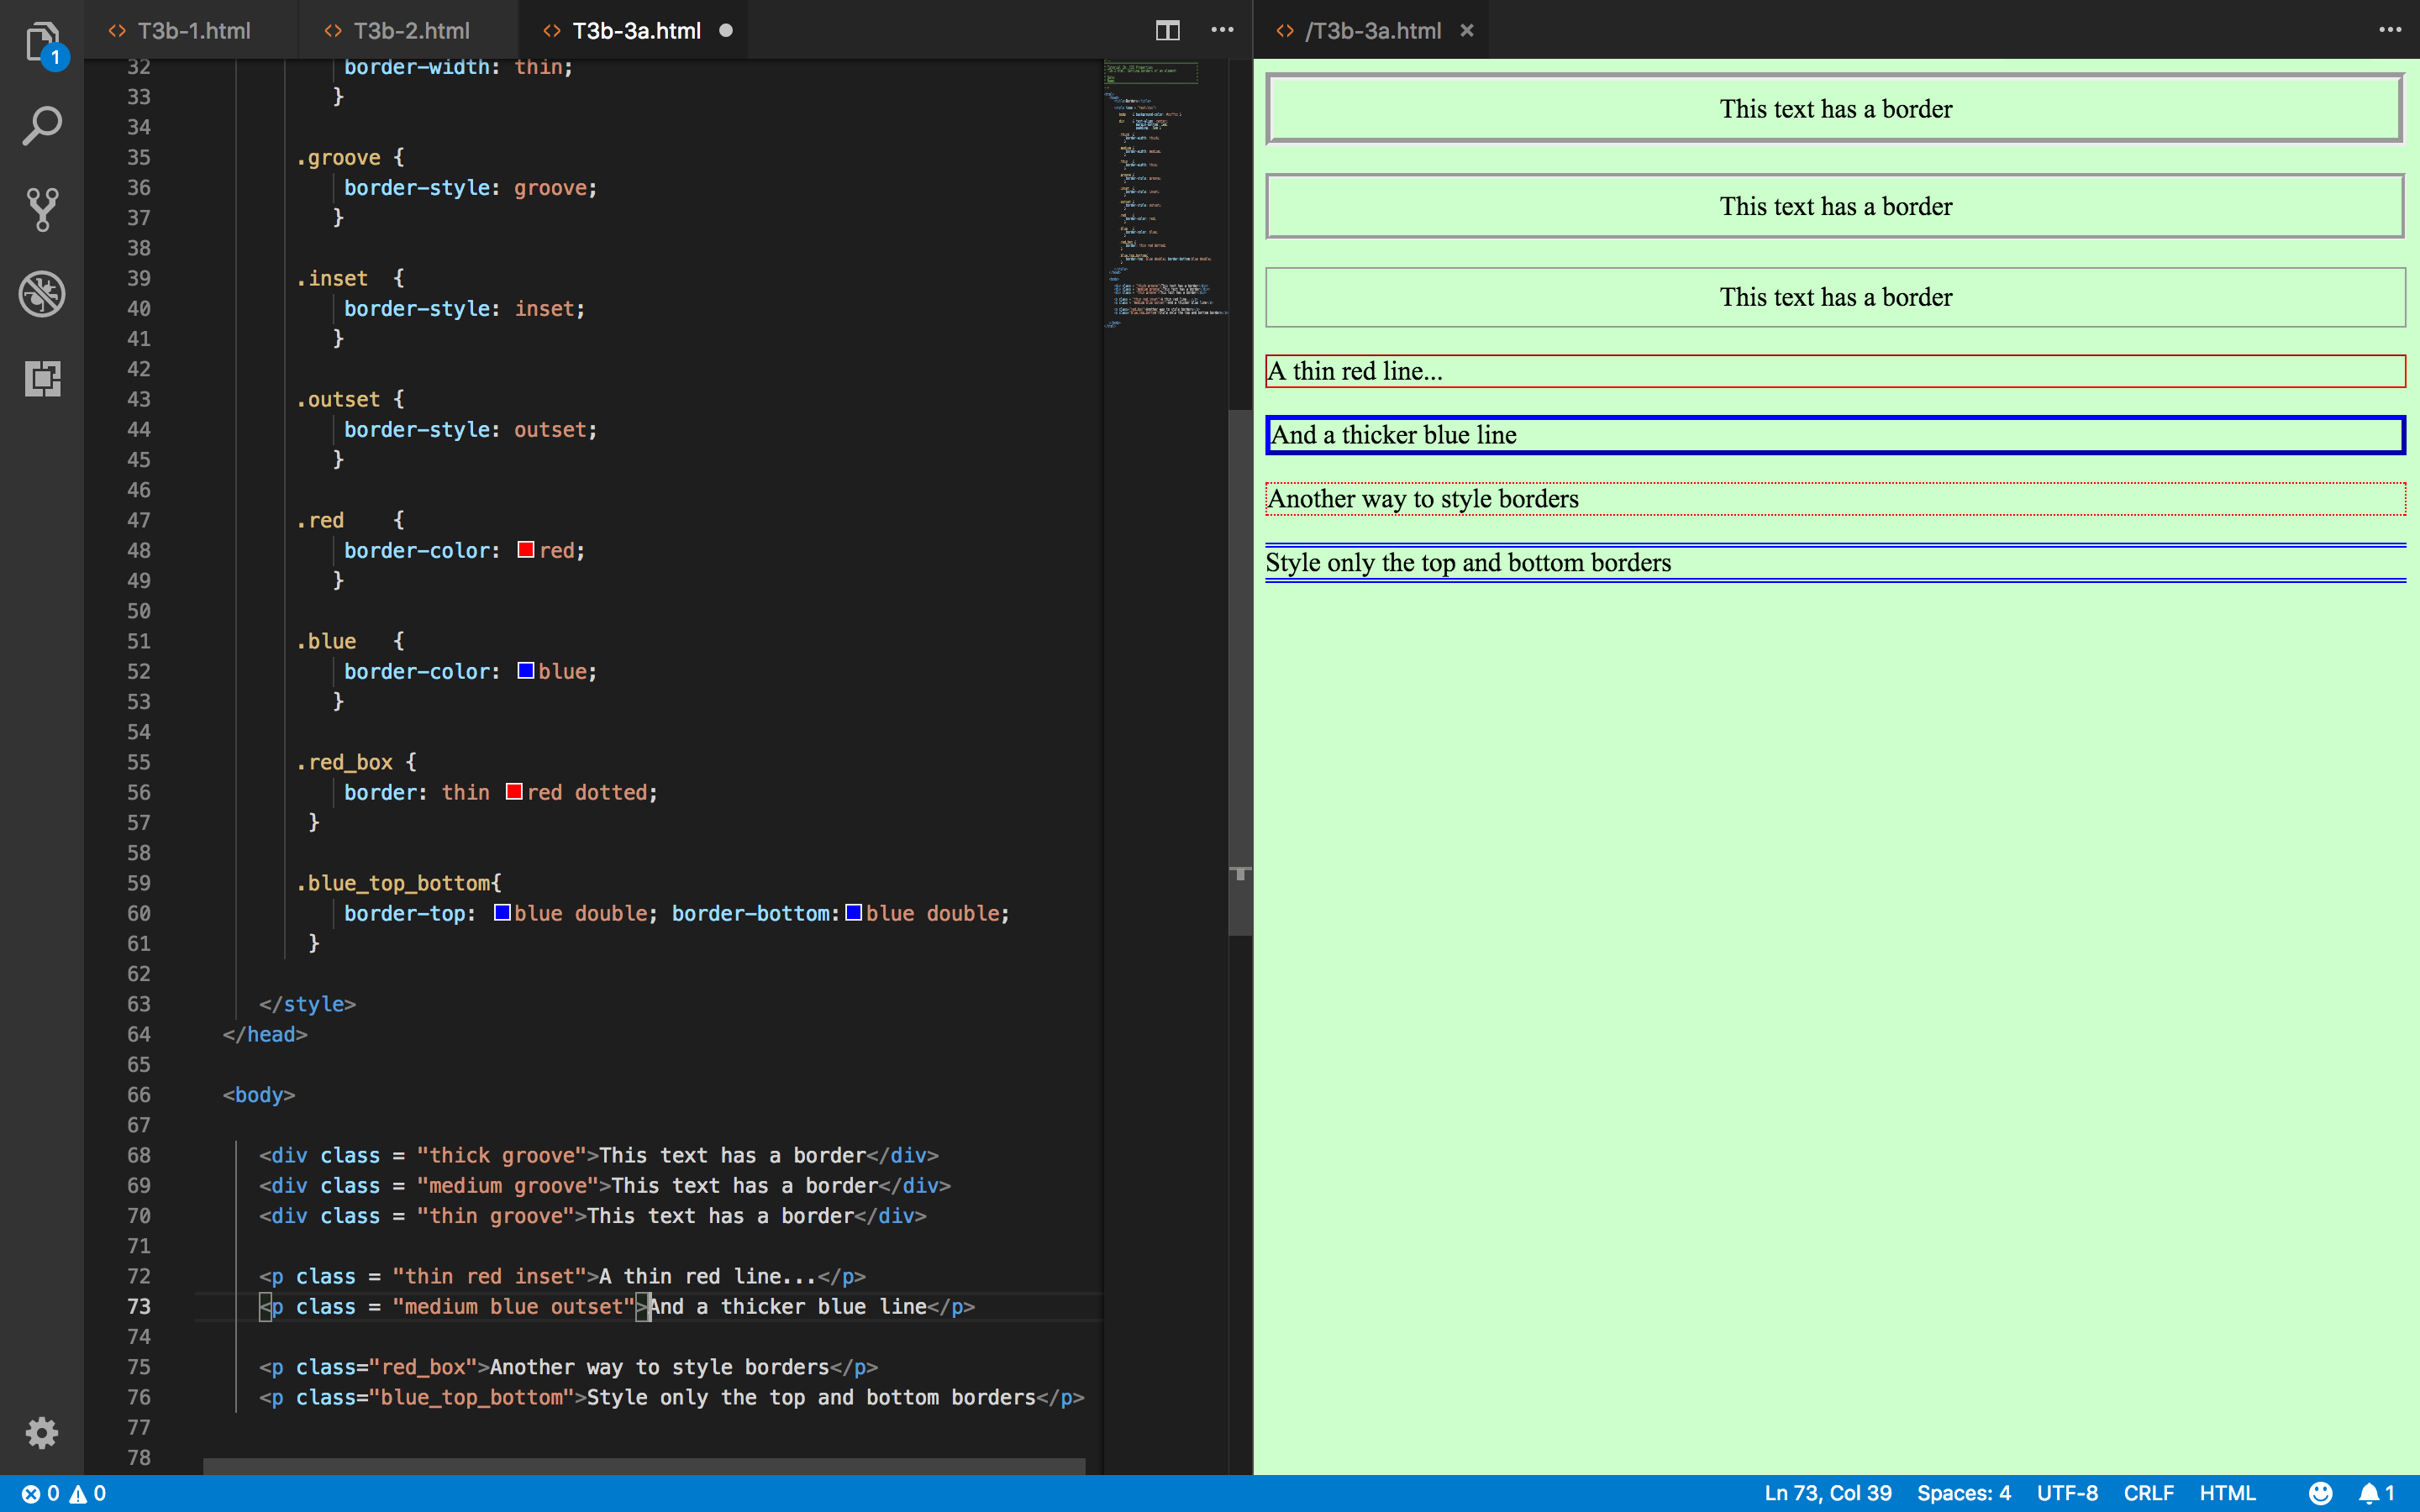 1
T3b-1.html
T3b-2.html
T3b-3a.html
/T3b-3a.html
32 border-width: thin;
33 }
34
35 .groove {
36 border-style: groove;
37 }
38
39 .inset {
40 border-style: inset;
41 }
42
43 .outset {
44 border-style: outset;
45 }
46
47 .red {
48 border-color: red;
49 }
50
51 .blue {
52 border-color: blue;
53 }
54
55 .red_box {
56 border: thin red dotted;
57 }
58
59 .blue_top_bottom{
60 border-top: blue double; border-bottom: blue double;
61 }
62
63 </style>
64 </head>
65
66 <body>
67
68 <div class = "thick groove">This text has a border</div>
69 <div class = "medium groove">This text has a border</div>
70 <div class = "thin groove">This text has a border</div>
71
72 <p class = "thin red inset">A thin red line...</p>
73 <p class = "medium blue outset">And a thicker blue line</p>
74
75 <p class="red_box">Another way to style borders</p>
76 <p class="blue_top_bottom">Style only the top and bottom borders</p>
77
78
This text has a border
This text has a border
This text has a border
A thin red line...
And a thicker blue line
Another way to style borders
Style only the top and bottom borders
0 0 Ln 73, Col 39 Spaces: 4 UTF-8 CRLF HTML 1